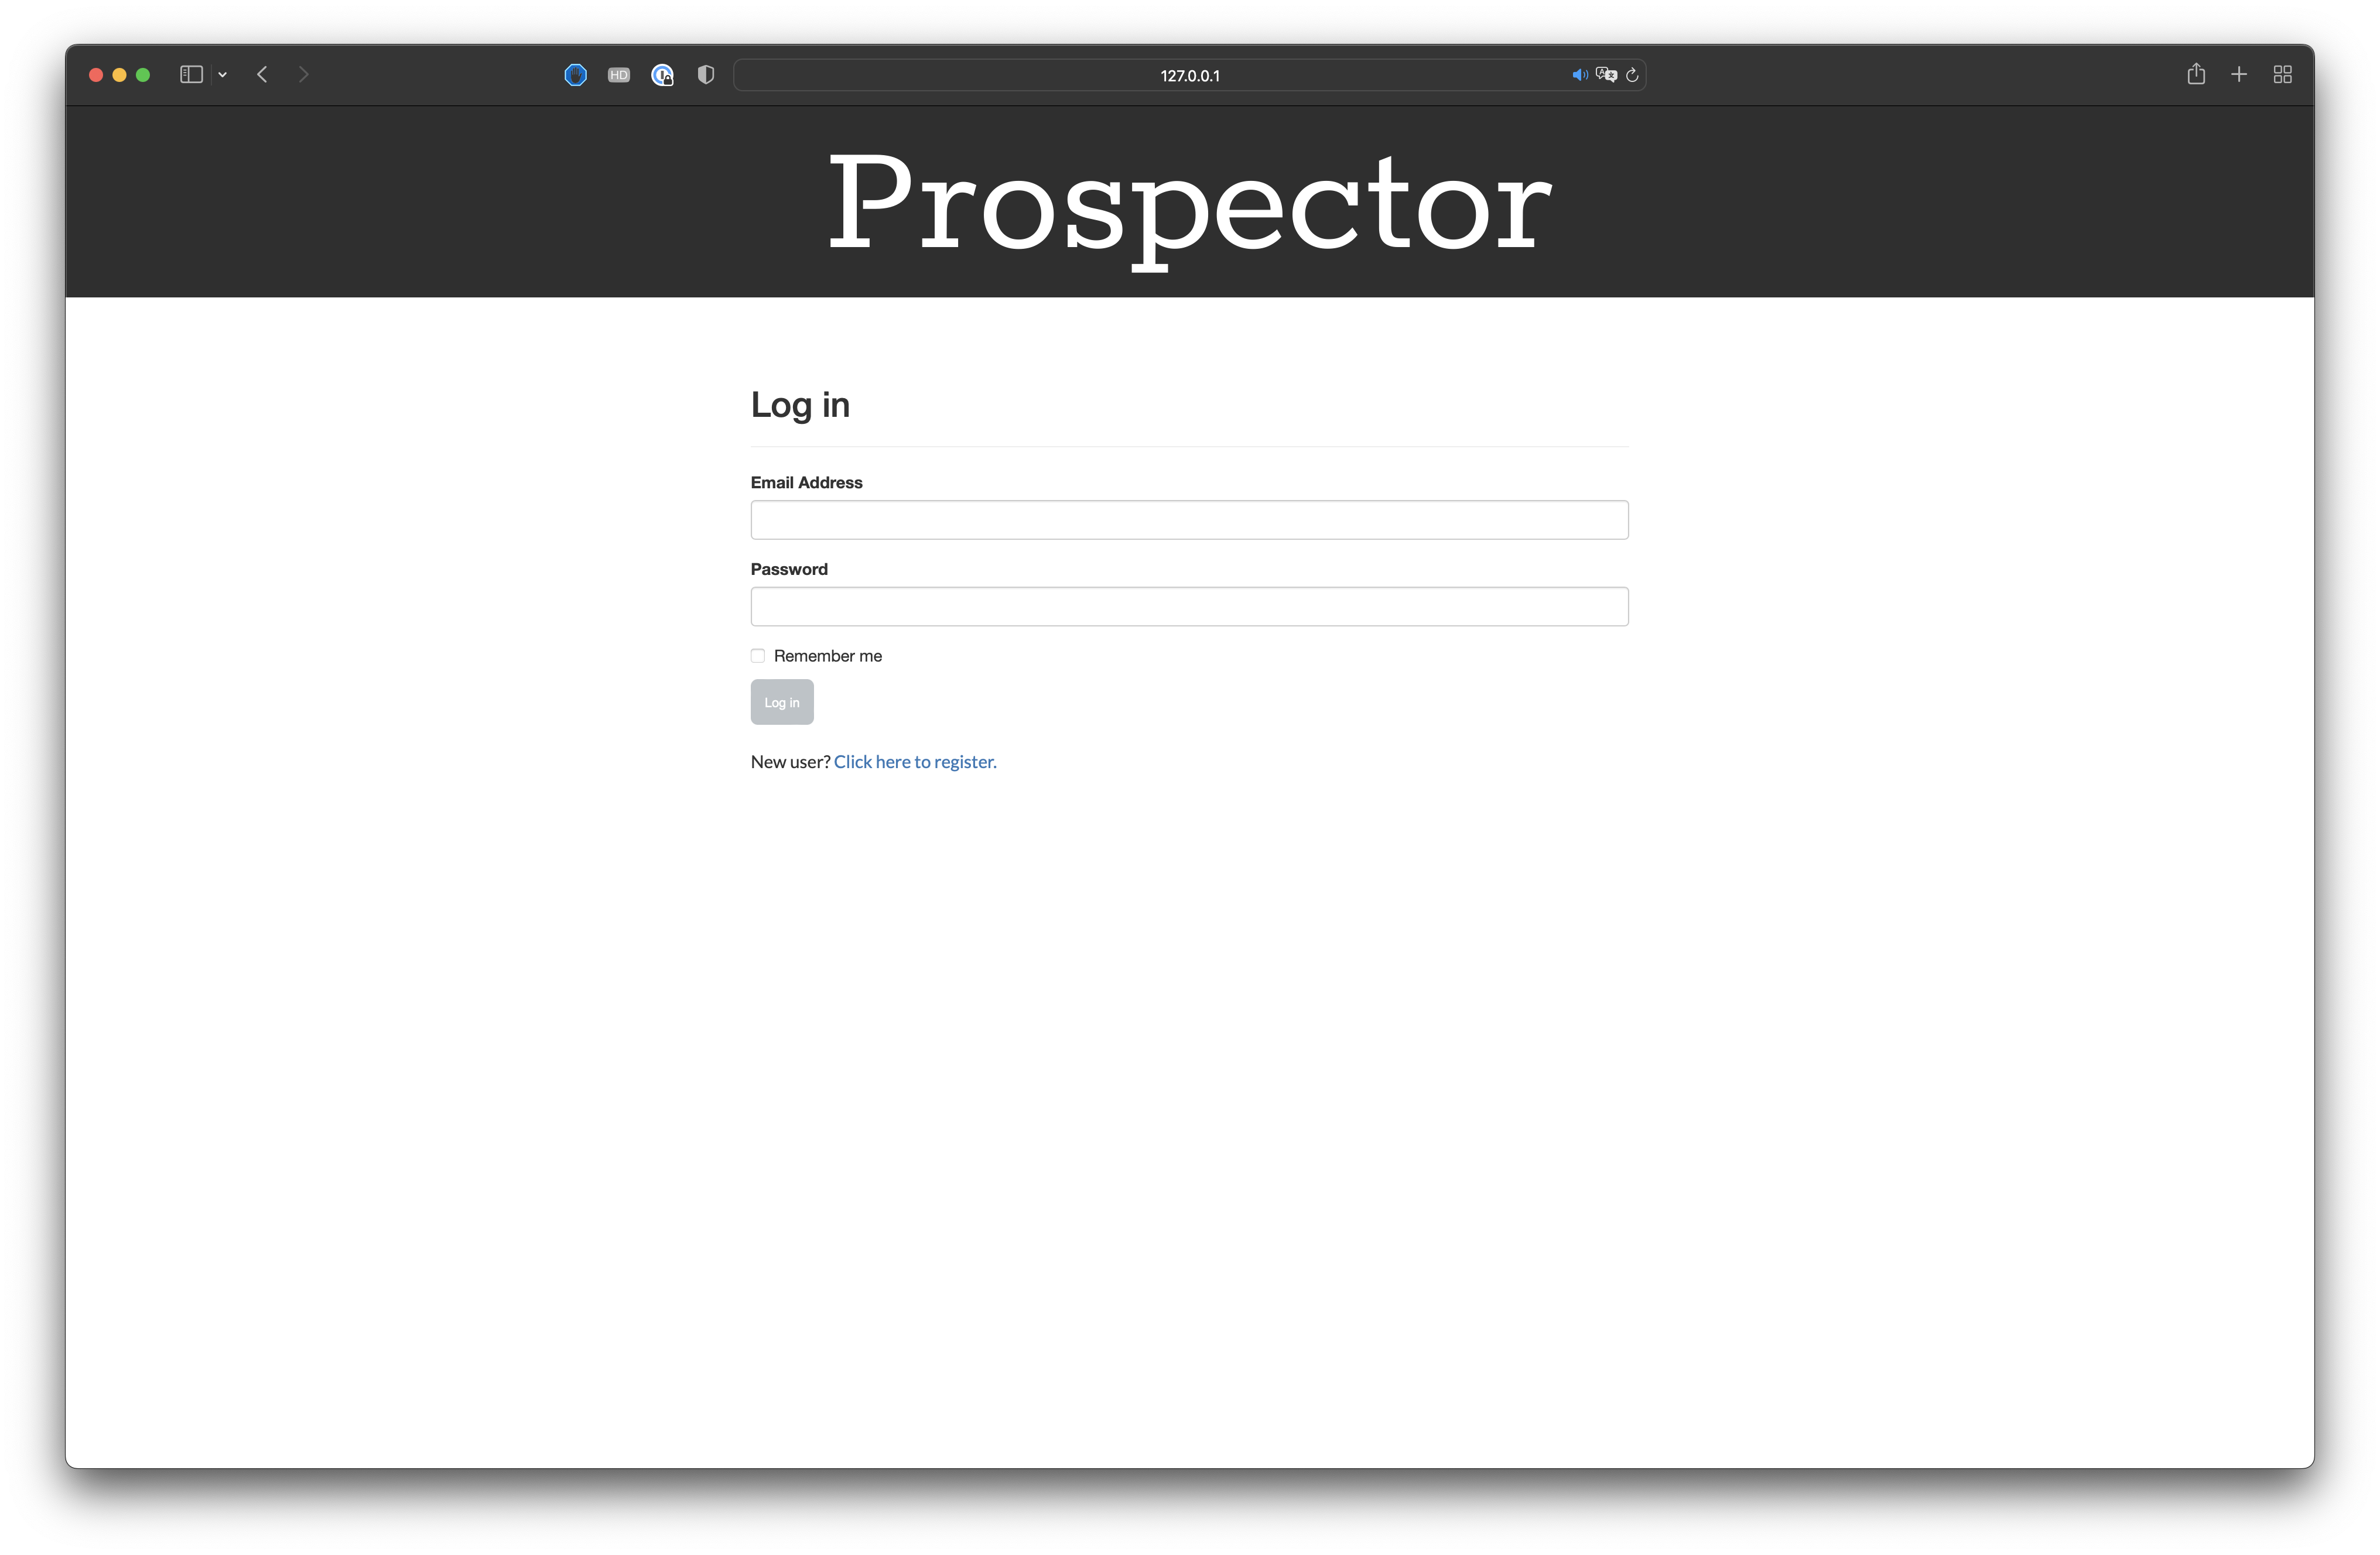 HD
127.0.0.1
Prospector
Log in
Email Address
Password
Remember me
Log in
New user? Click here to register.